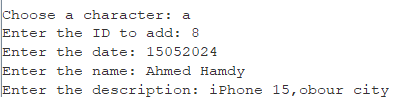 Choose a character: a
Enter the ID to add: 8
Enter the date: 15052024
Enter the name: Ahmed Hamdy
Enter the description: iPhone 15,obour city